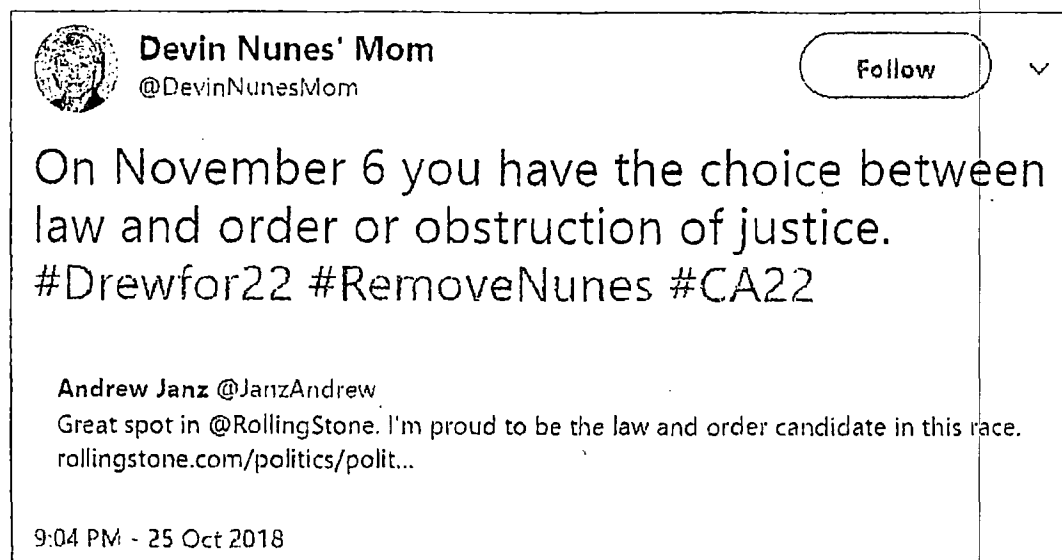 Devin Nunes' Mom
@DevinNunesMom
Follow
On November 6 you have the choice between
law and order or obstruction of justice.
#Drewfor22 #RemoveNunes #CA22
Andrew Janz @JanzAndrew
Great spot in @RollingStone. I'm proud to be the law and order candidate in this race.
rollingstone.com/politics/polit...
9:04 PM - 25 Oct 2018